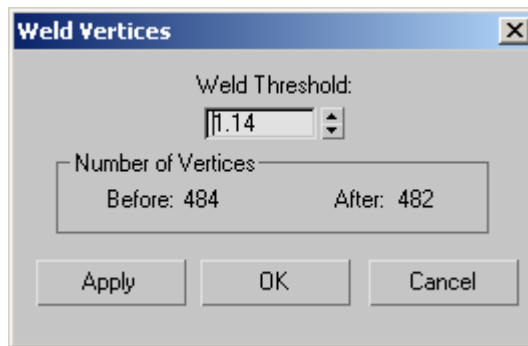 Weld Vertices
Weld Threshold:
1.14
Number of Vertices
Before: 484 After: 482
Apply OK Cancel